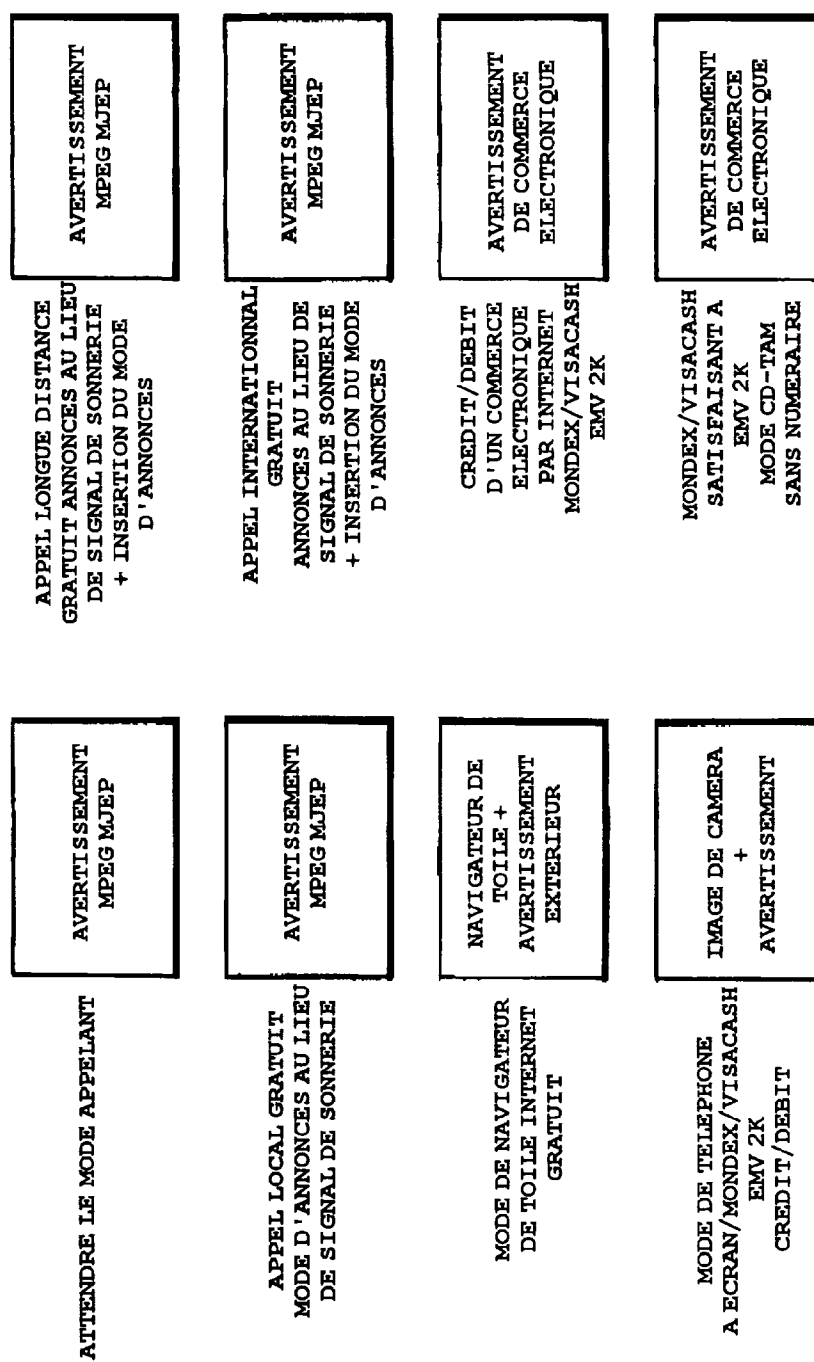 ATTENDRE LE MODE APPELANT
AVERTISSEMENT
MPEG MJEP
APPEL LONGUE DISTANCE
GRATUIT ANNONCES AU LIEU
DE SIGNAL DE SONNERIE
+ INSERTION DU MODE
D'ANNONCES
AVERTISSEMENT
MPEG MJEP
APPEL LOCAL GRATUIT
MODE D'ANNONCES AU LIEU
DE SIGNAL DE SONNERIE
AVERTISSEMENT
MPEG MJEP
APPEL INTERNATIONNAL
GRATUIT
ANNONCES AU LIEU DE
SIGNAL DE SONNERIE
+ INSERTION DU MODE
D'ANNONCES
AVERTISSEMENT
MPEG MJEP
MODE DE NAVIGATEUR
DE TOILE INTERNET
GRATUIT
NAVIGATEUR DE
TOILE +
AVERTISSEMENT
EXTERIEUR
CREDIT/DEBIT
D'UN COMMERCE
ELECTRONIQUE
PAR INTERNET
MONDEX/VISACASH
EMV 2K
AVERTISSEMENT
DE COMMERCE
ELECTRONIQUE
MODE DE TELEPHONE
A ECRAN/MONDEX/VISACASH
EMV 2K
CREDIT/DEBIT
IMAGE DE CAMERA
+
AVERTISSEMENT
MONDEX/VISACASH
SATISFAISANT A
EMV 2K
MODE CD-TAM
SANS NUMERAIRE
AVERTISSEMENT
DE COMMERCE
ELECTRONIQUE